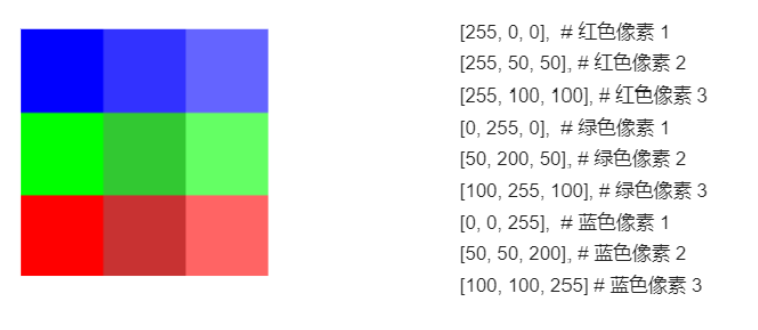 [255, 0, 0],  # 红色像素 1
[255, 50, 50], # 红色像素 2
[255, 100, 100], # 红色像素 3
[0, 255, 0],  # 绿色像素 1
[50, 200, 50], # 绿色像素 2
[100, 255, 100], # 绿色像素 3
[0, 0, 255],  # 蓝色像素 1
[50, 50, 200], # 蓝色像素 2
[100, 100, 255] # 蓝色像素 3